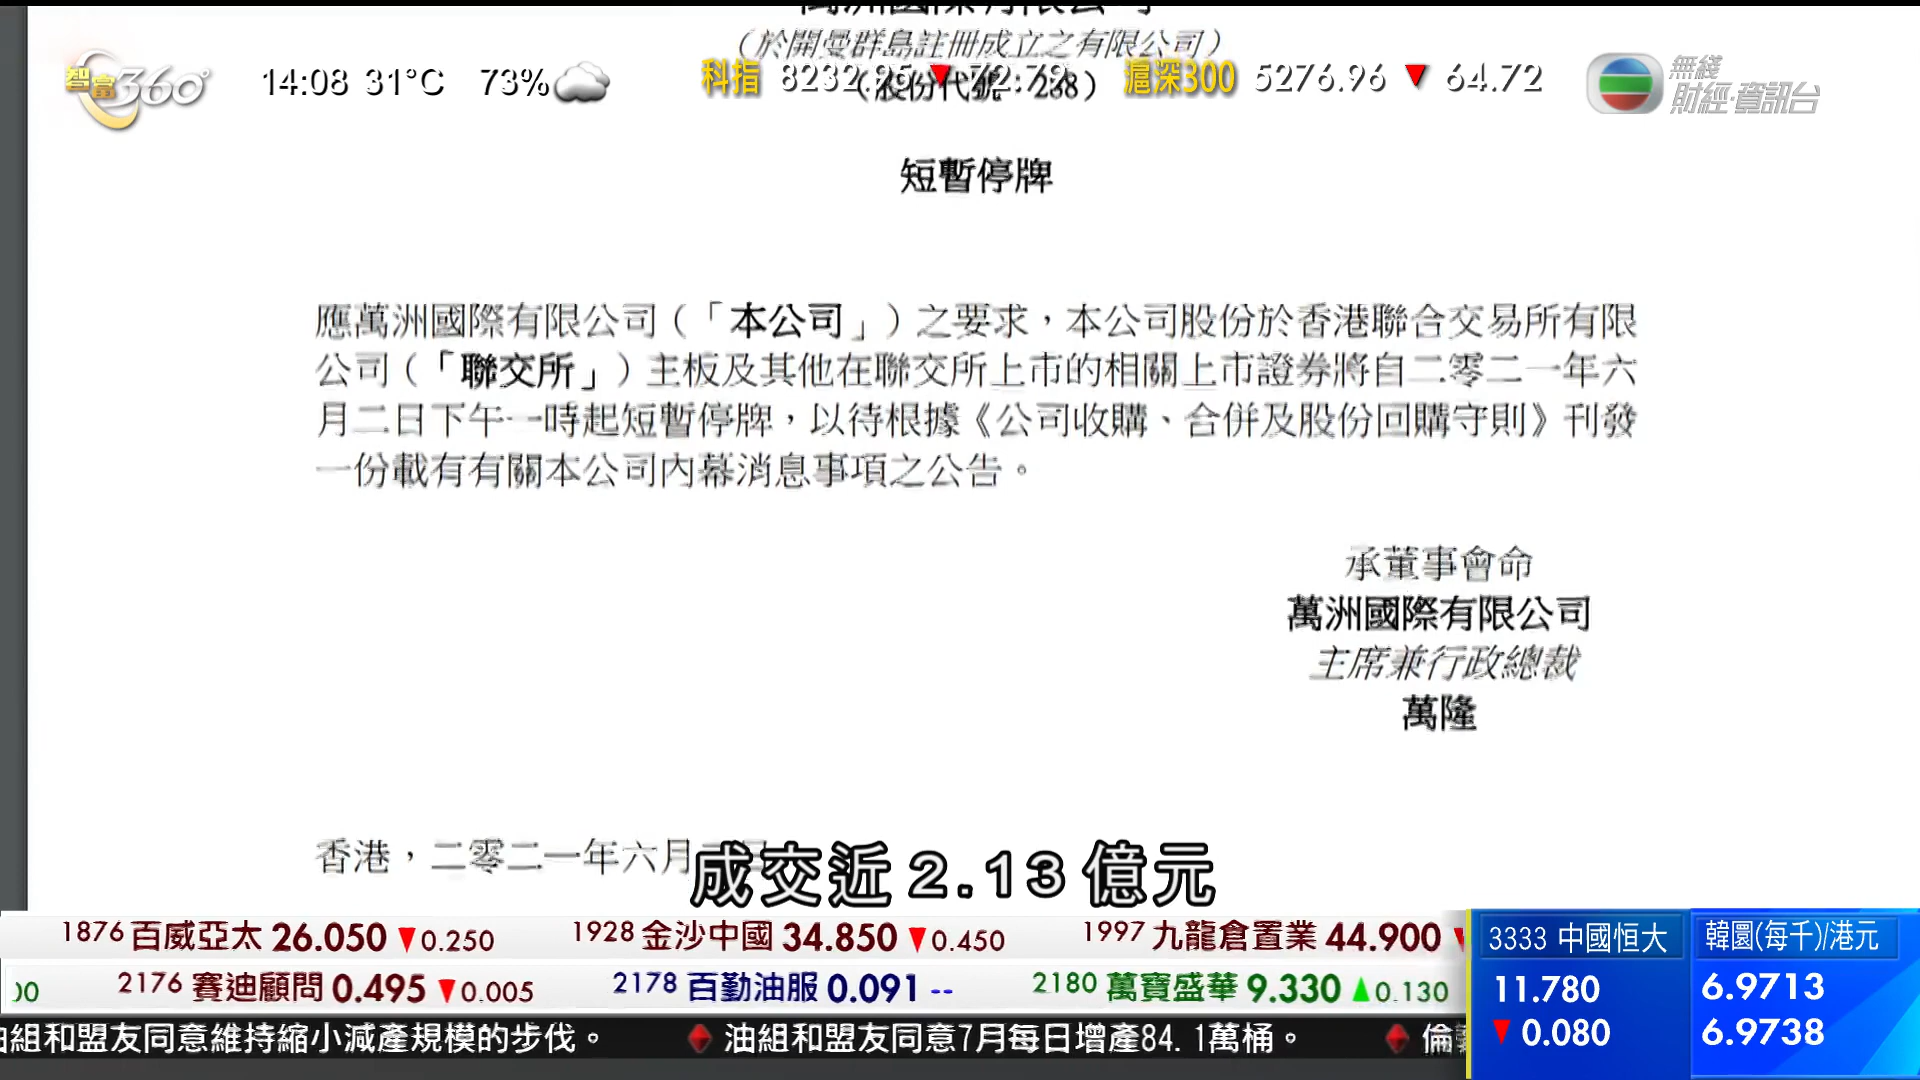 （於開曼群島註冊成立之有限公司）
智富360°
14:08 31°C 73%
科指 8232.95 ▼ 72.79
滬深300 5276.96 ▼ 64.72
無綫
財經·資訊台
短暫停牌
應萬洲國際有限公司（「本公司」）之要求，本公司股份於香港聯合交易所有限
公司（「聯交所」）主板及其他在聯交所上市的相關上市證券將自二零二一年六
月二日下午一時起短暫停牌，以待根據《公司收購、合併及股份回購守則》刊發
一份載有有關本公司內幕消息事項之公告。
承董事會命
萬洲國際有限公司
主席兼行政總裁
萬隆
香港，二零二一年六月
成交近2.13億元
1876 百威亞太 26.050 ▼0.250 1928 金沙中國 34.850 ▼0.450 1997 九龍倉置業 44.900 ▼
00 2176 賽迪顧問 0.495 ▼0.005 2178 百勤油服 0.091 -- 2180 萬寶盛華 9.330 ▲0.130
油組和盟友同意維持縮小減產規模的步伐。 ◆ 油組和盟友同意7月每日增產84.1萬桶。 ◆ 倫
3333 中國恒大
11.780
▼ 0.080
韓圜(每千)/港元
6.9713
6.9738